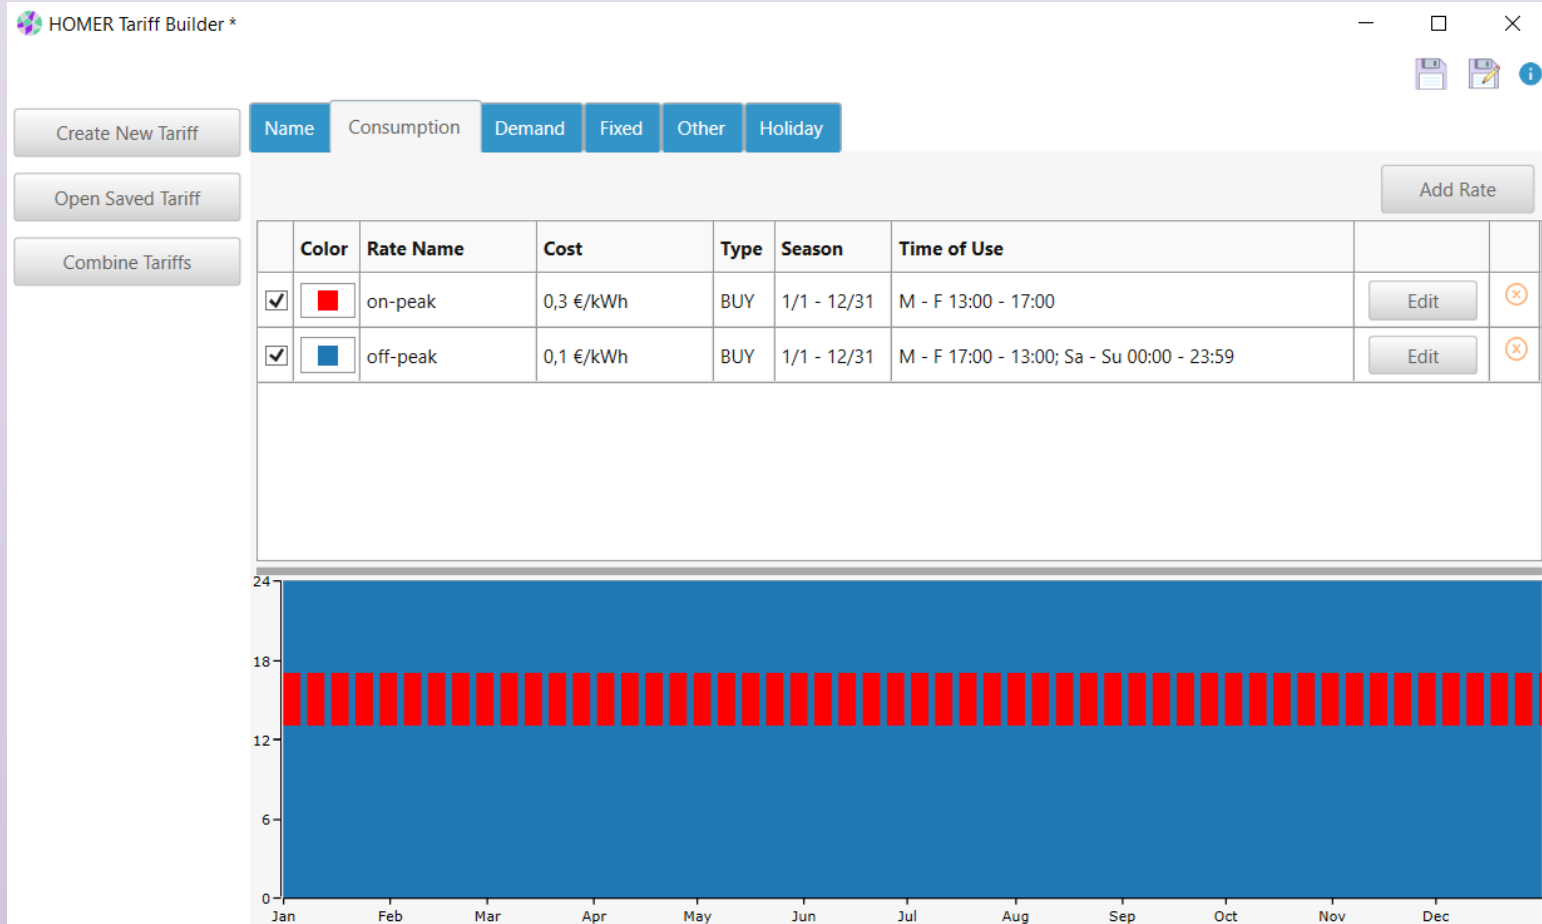 HOMER Tariff Builder *
Create New Tariff
Open Saved Tariff
Combine Tariffs
Name Consumption Demand Fixed Other Holiday
Add Rate
Color Rate Name Cost Type Season Time of Use
on-peak 0,3 €/kWh BUY 1/1 - 12/31 M - F 13:00 - 17:00 Edit
off-peak 0,1 €/kWh BUY 1/1 - 12/31 M - F 17:00 - 13:00; Sa - Su 00:00 - 23:59 Edit
24
18
12
6
0
Jan Feb Mar Apr May Jun Jul Aug Sep Oct Nov Dec